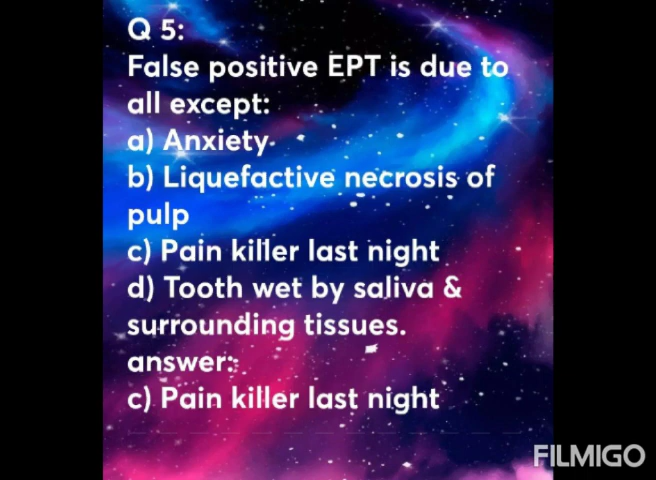 Q 5:
False positive EPT is due to
all except:
a) Anxiety
b) Liquefactive necrosis of
pulp
c) Pain killer last night
d) Tooth wet by saliva &
surrounding tissues.
answer:
c) Pain killer last night
FILMIGO